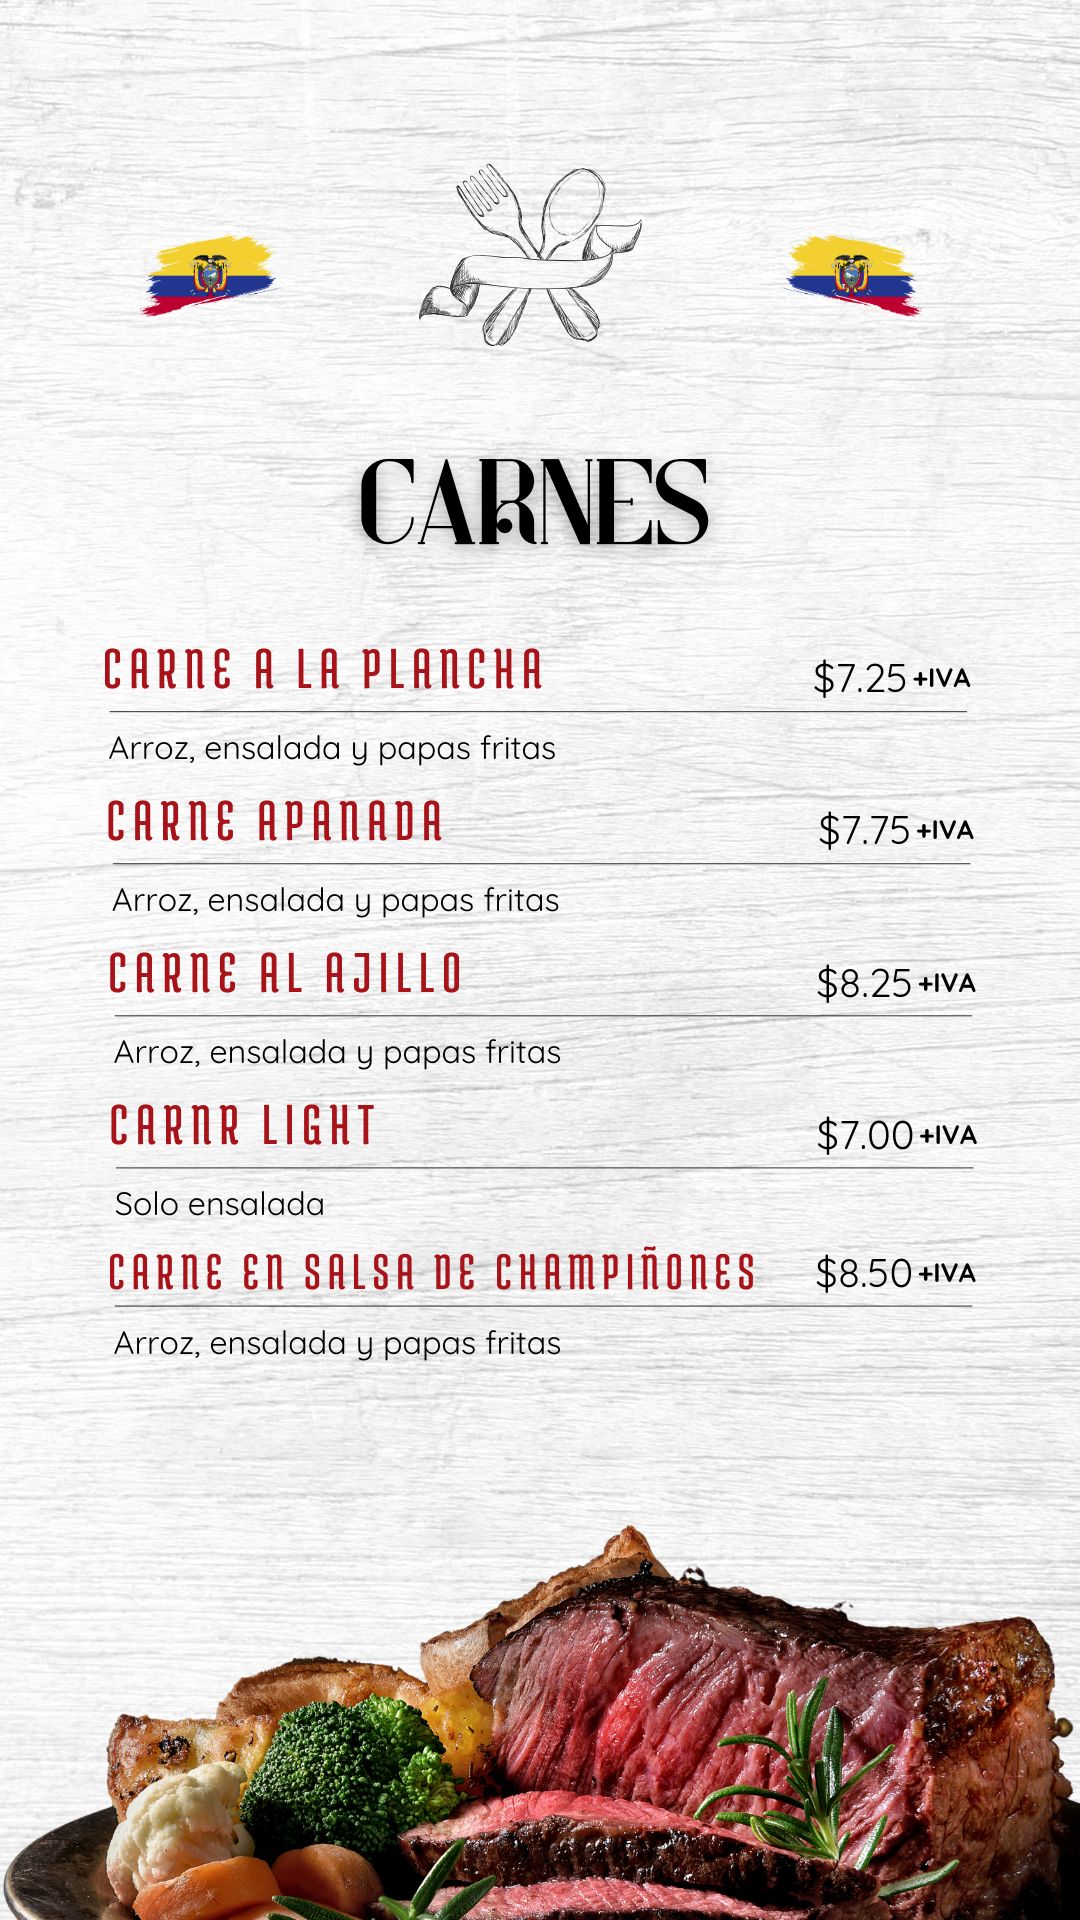 CARNES
CARNE A LA PLANCHA $7.25 +IVA
Arroz, ensalada y papas fritas
CARNE APANADA $7.75 +IVA
Arroz, ensalada y papas fritas
CARNE AL AJILLO $8.25 +IVA
Arroz, ensalada y papas fritas
CARNR LIGHT $7.00 +IVA
Solo ensalada
CARNE EN SALSA DE CHAMPIÑONES $8.50 +IVA
Arroz, ensalada y papas fritas